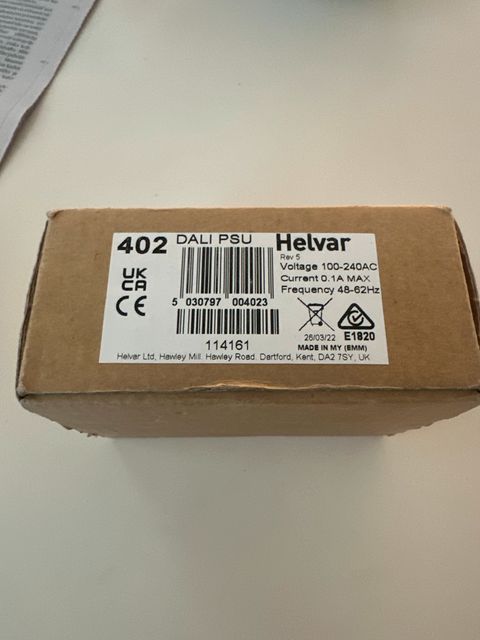 402 DALI PSU Helvar
Rev 5
Voltage 100-240AC
Current 0.1A MAX
Frequency 48-62Hz
UK
CA
CE
5 030797 004023
114161
26/03/22 E1820
MADE IN MY (EMM)
Helvar Ltd, Hawley Mill. Hawley Road. Dartford, Kent, DA2 7SY, UK